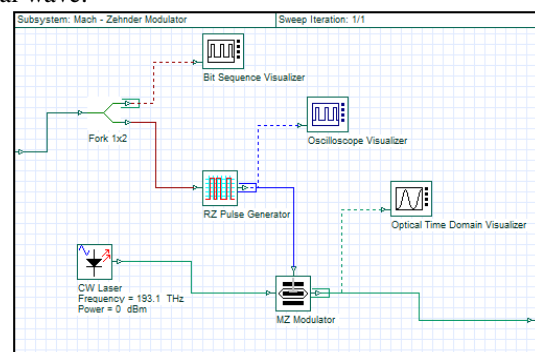 al wave.
Subsystem: Mach - Zehnder Modulator
Sweep Iteration: 1/1
Bit Sequence Visualizer
Fork 1x2
Oscilloscope Visualizer
RZ Pulse Generator
Optical Time Domain Visualizer
CW Laser
Frequency = 193.1 THz
Power = 0 dBm
MZ Modulator